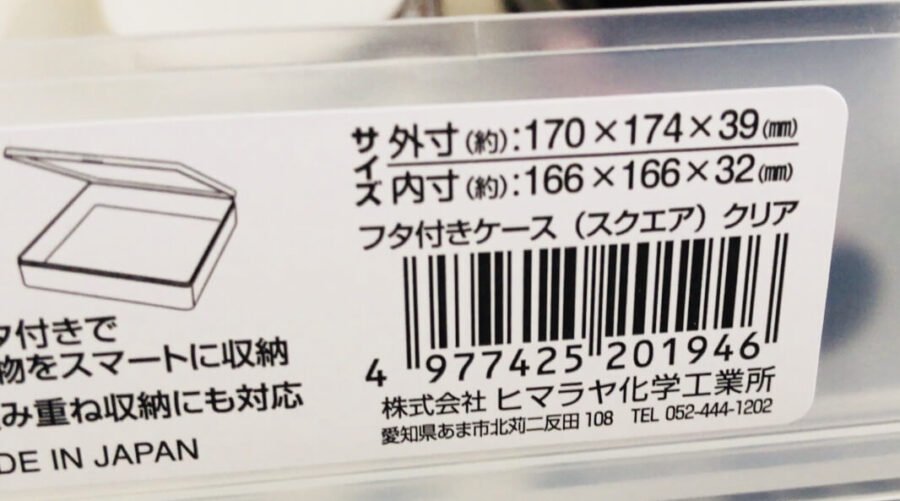 タ付きで
物をスマートに収納
み重ね収納にも対応
DE IN JAPAN
サイズ
外寸(約):170×174×39(mm)
内寸(約):166×166×32(mm)
フタ付きケース（スクエア）クリア
4 977425 201946
株式会社 ヒマラヤ化学工業所
愛知県あま市北苅二反田 108 TEL 052-444-1202